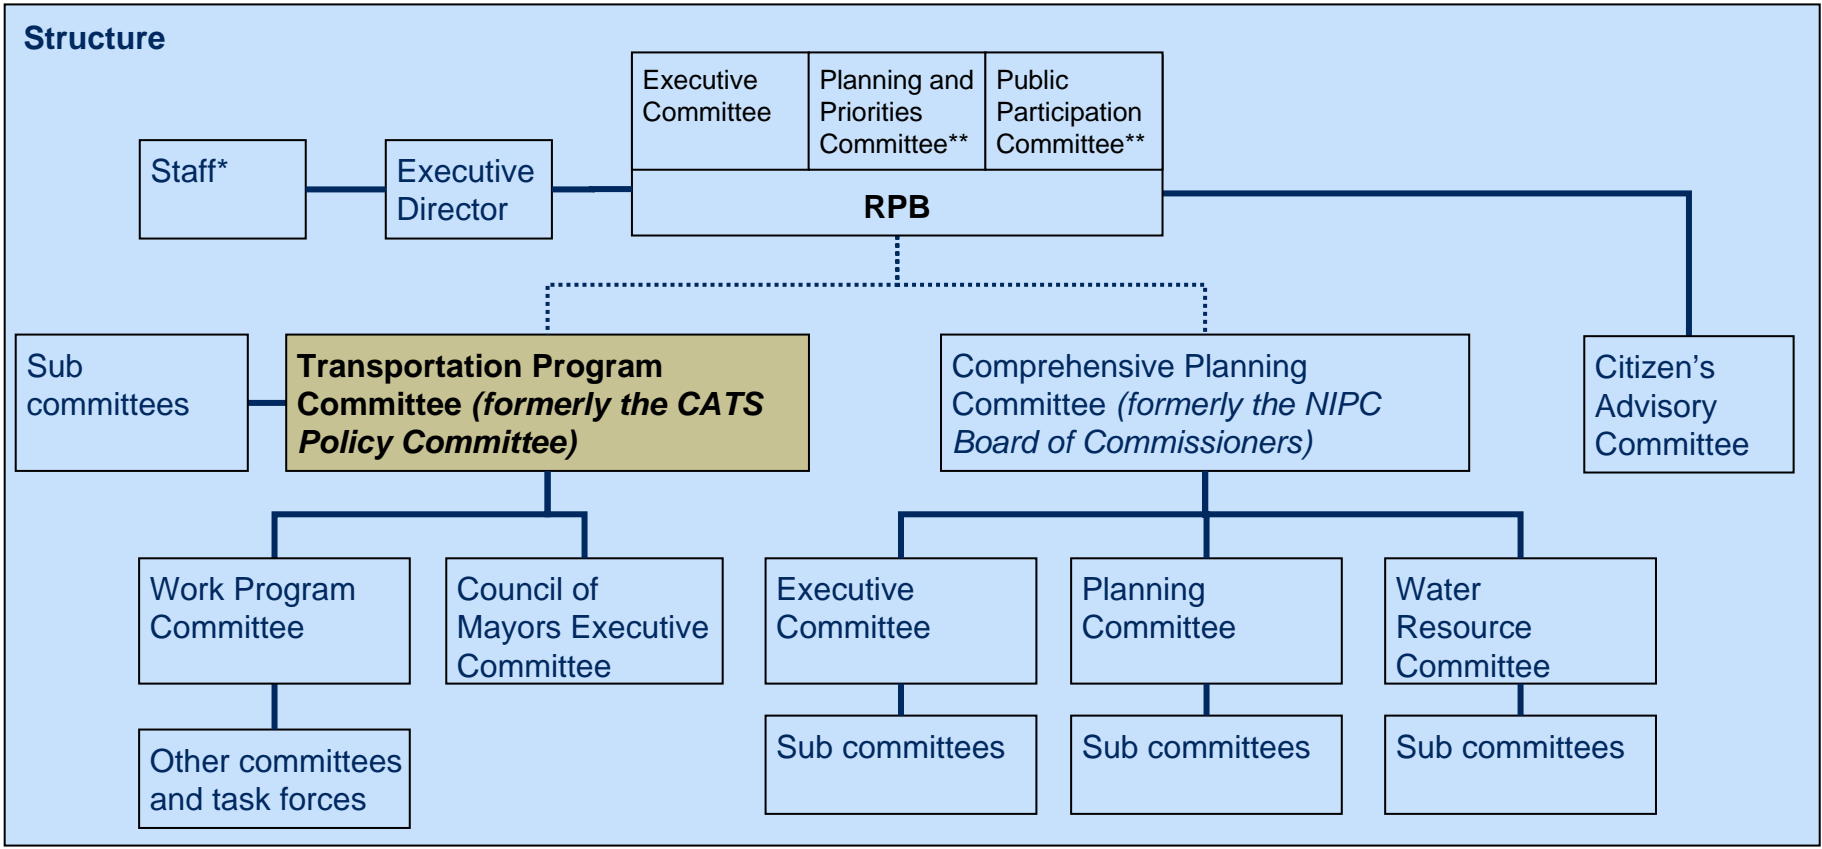 Structure
Executive
Committee
Planning and
Priorities
Committee**
Public
Participation
Committee**
Staff*
Executive
Director
RPB
Sub
committees
Transportation Program
Committee (formerly the CATS
Policy Committee)
Comprehensive Planning
Committee (formerly the NIPC
Board of Commissioners)
Citizen’s
Advisory
Committee
Work Program
Committee
Council of
Mayors Executive
Committee
Executive
Committee
Planning
Committee
Water
Resource
Committee
Other committees
and task forces
Sub committees
Sub committees
Sub committees